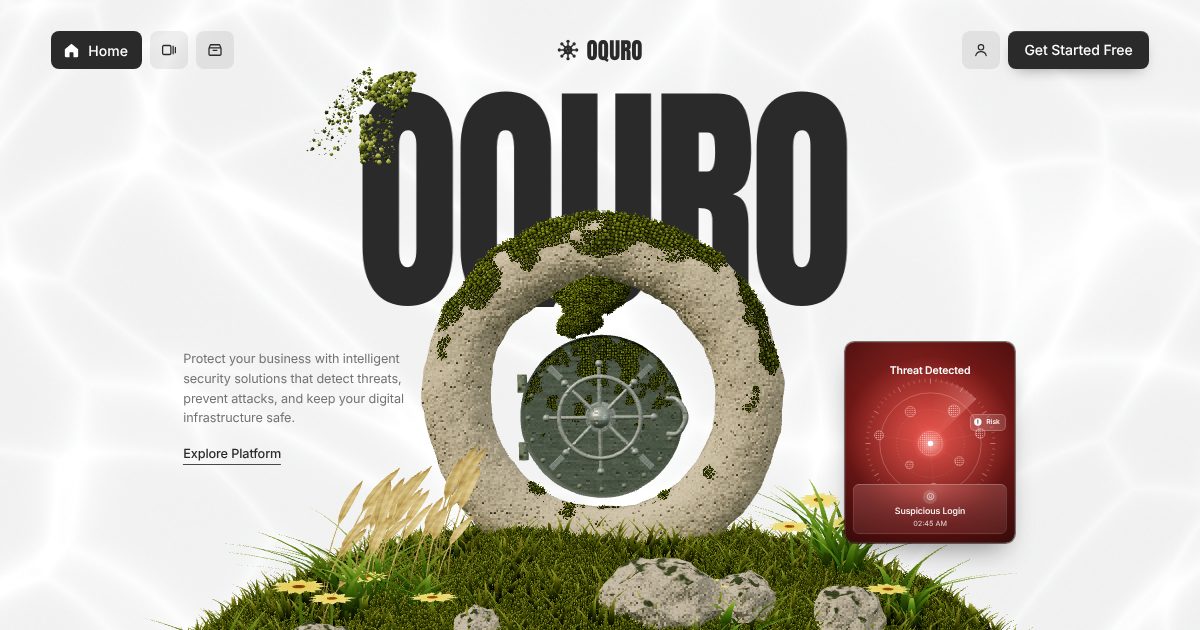 Home
OQURO
Get Started Free
OQURO
Protect your business with intelligent
security solutions that detect threats,
prevent attacks, and keep your digital
infrastructure safe.
Explore Platform
Threat Detected
Risk
Suspicious Login
02:45 AM